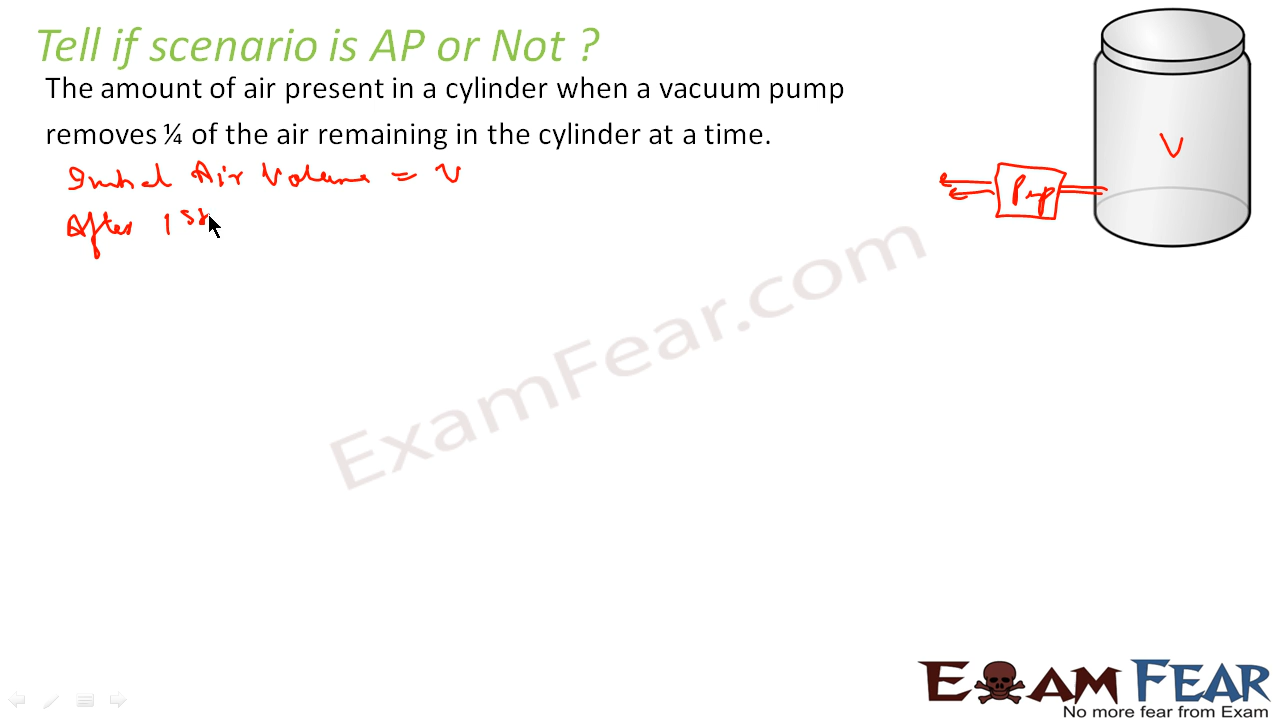 Tell if scenario is AP or Not ?
The amount of air present in a cylinder when a vacuum pump
removes ¼ of the air remaining in the cylinder at a time.
Initial Air Volume = V
After 1st
V
Pump
ExamFear.com
EXAM FEAR
No more fear from Exam